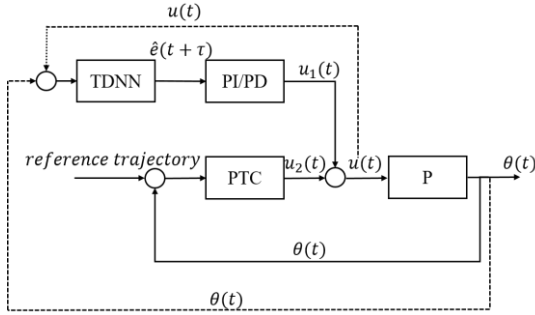 u(t)
ê(t + τ)
TDNN
PI/PD
u₁(t)
reference trajectory
PTC
u₂(t)
u(t)
P
θ(t)
θ(t)
θ(t)